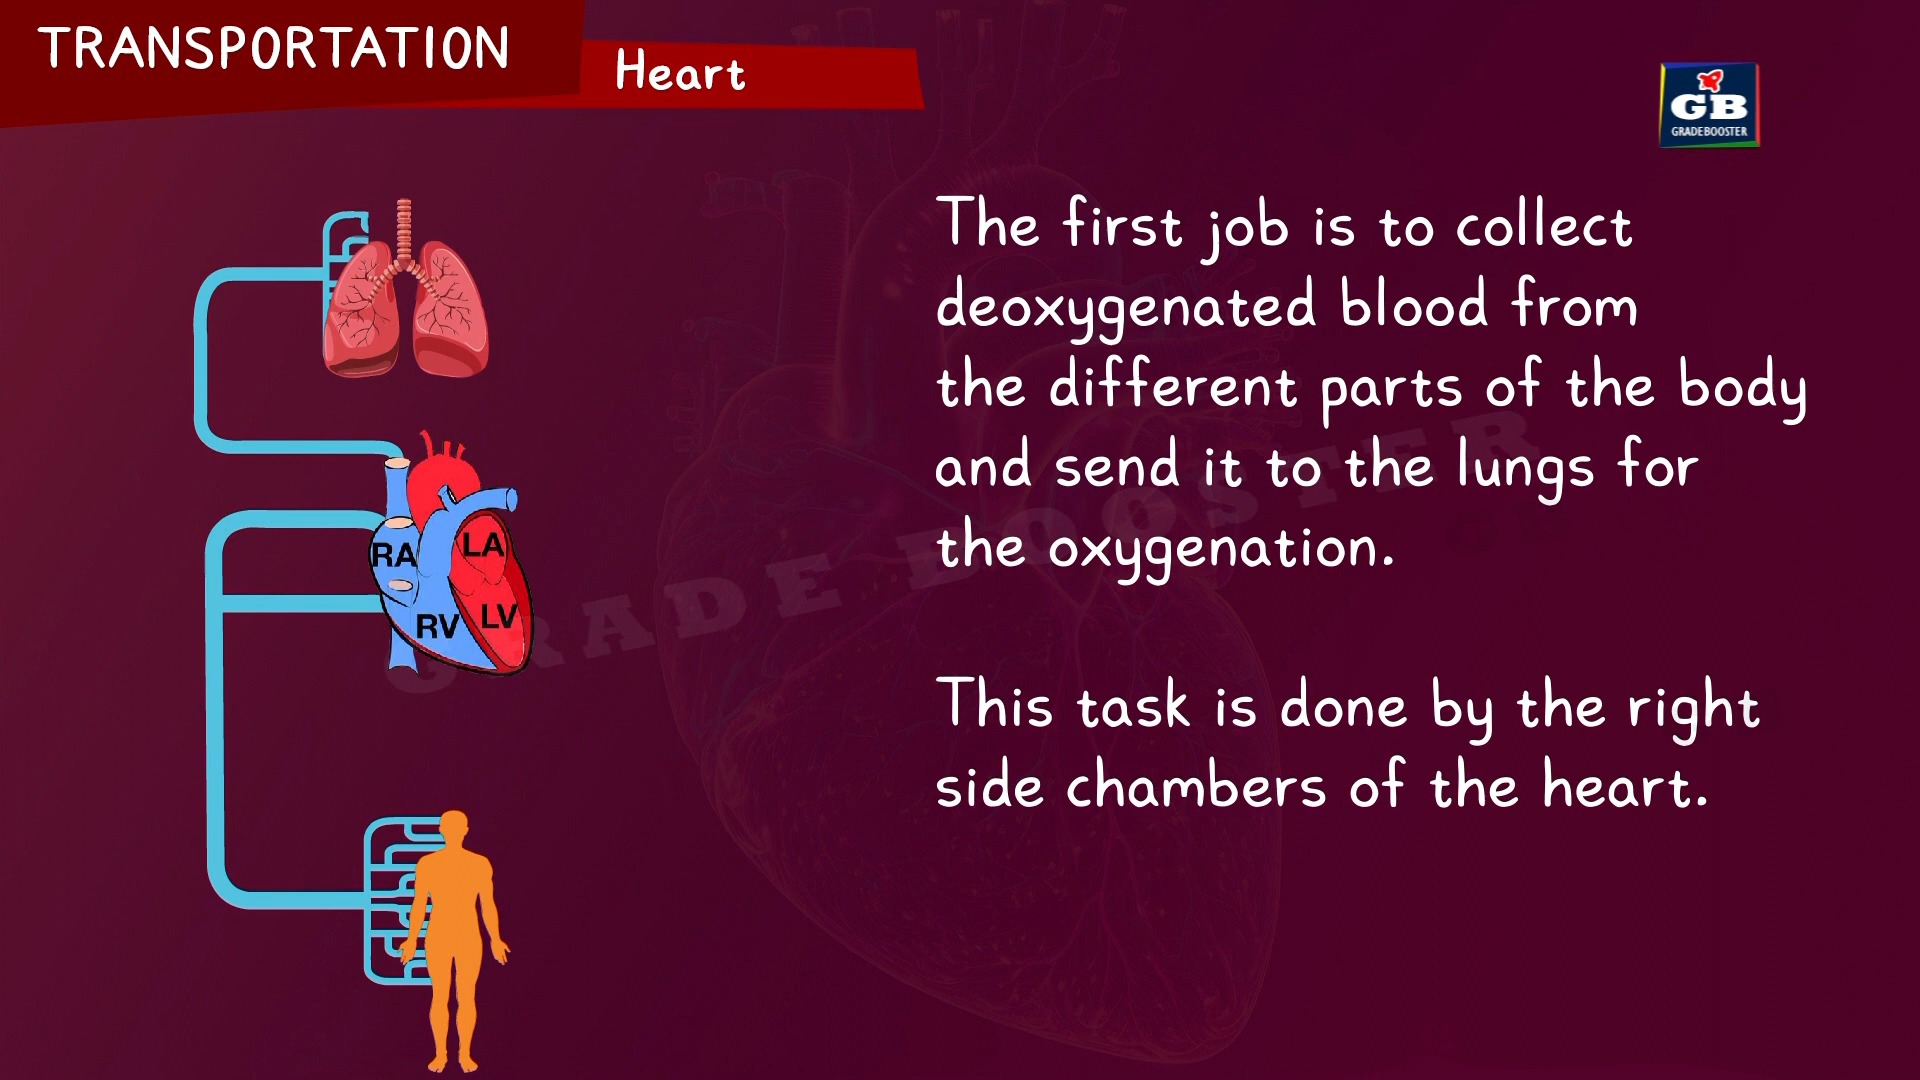 TRANSPORTATION
Heart
GB
GRADEBOOSTER
The first job is to collect
deoxygenated blood from
the different parts of the body
and send it to the lungs for
the oxygenation.
This task is done by the right
side chambers of the heart.
RA
LA
RV
LV
GRADE BOOSTER